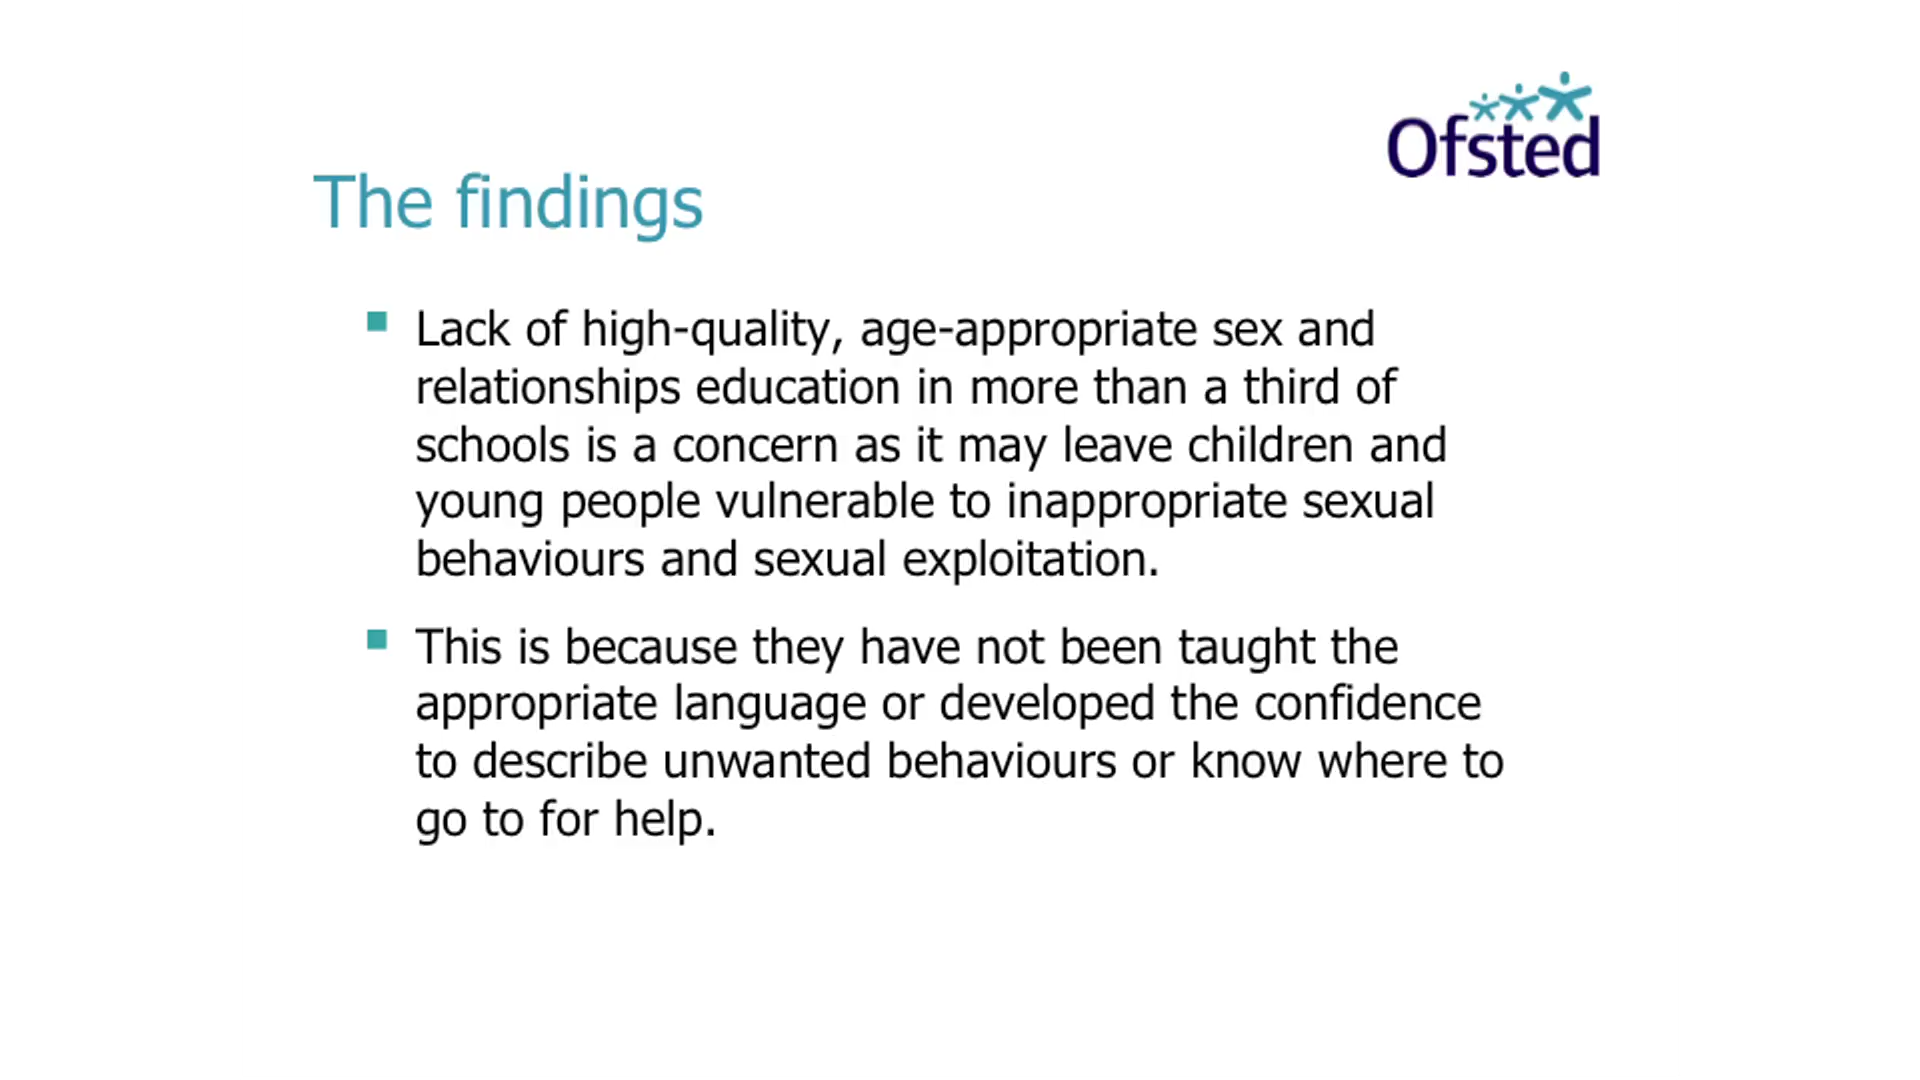 Ofsted
The findings
Lack of high-quality, age-appropriate sex and
relationships education in more than a third of
schools is a concern as it may leave children and
young people vulnerable to inappropriate sexual
behaviours and sexual exploitation.
This is because they have not been taught the
appropriate language or developed the confidence
to describe unwanted behaviours or know where to
go to for help.